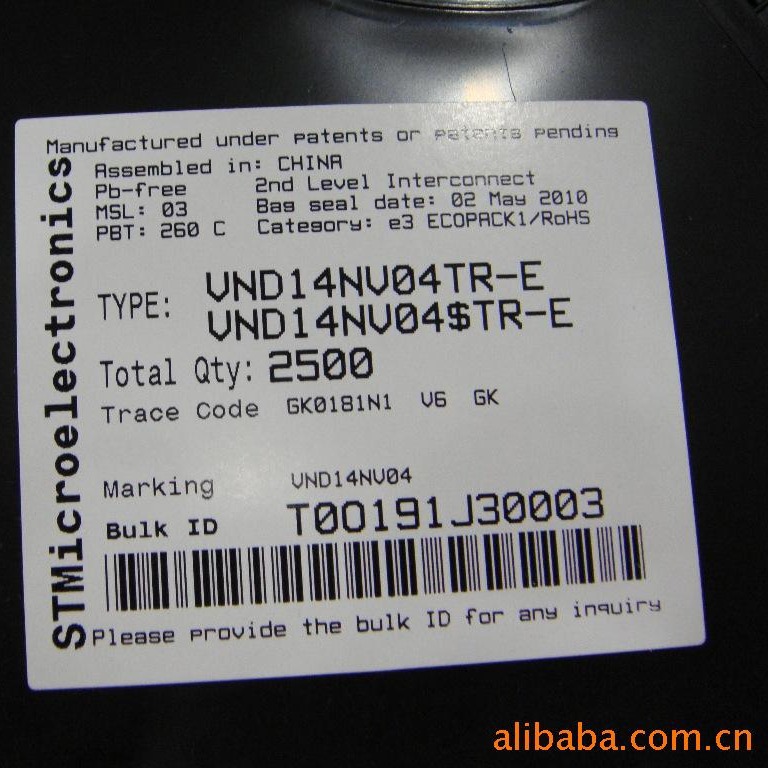 Manufactured under patents or patents pending
Assembled in: CHINA
Pb-free 2nd Level Interconnect
MSL: 03 Bag seal date: 02 May 2010
PBT: 260 C Category: e3 ECOPACK1/RoHS
TYPE: VND14NV04TR-E
VND14NV04$TR-E
Total Qty: 2500
Trace Code GK0181N1 V6 GK
Marking VND14NV04
Bulk ID T0O191J30003
Please provide the bulk ID for any inquiry
STMicroelectronics
alibaba.com.cn